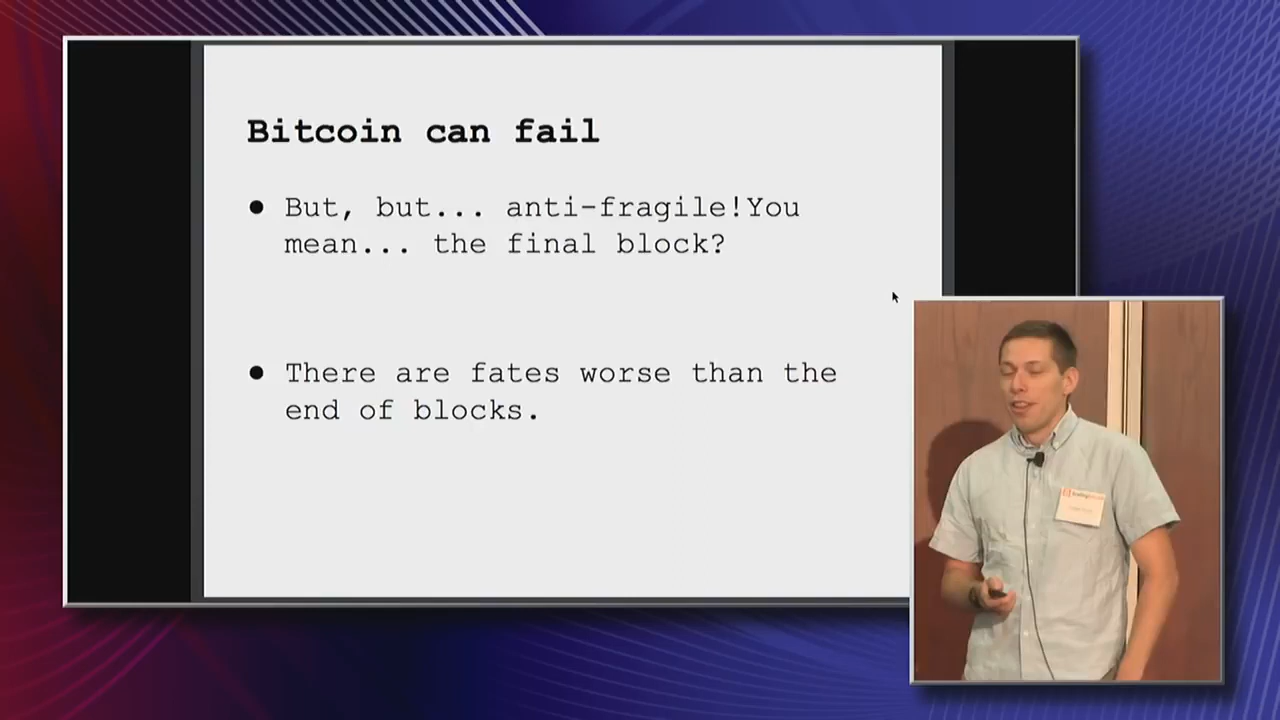 Bitcoin can fail
● But, but... anti-fragile!You
mean... the final block?
● There are fates worse than the
end of blocks.